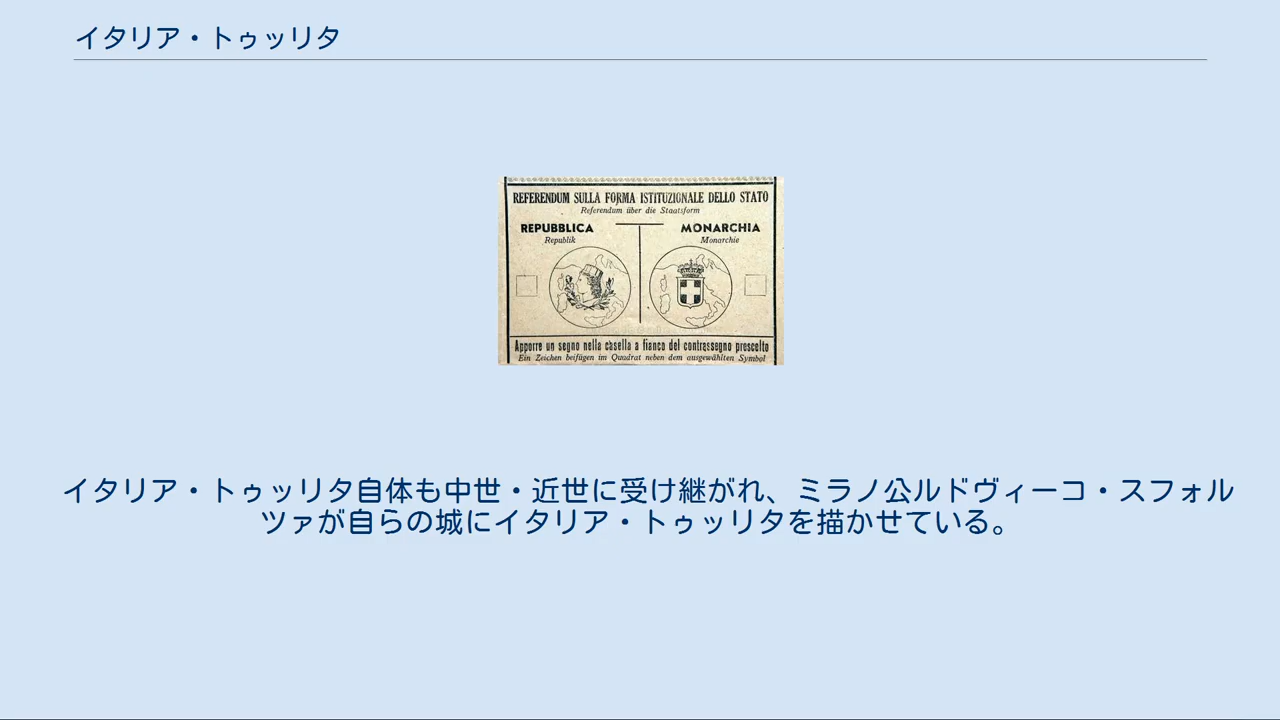 イタリア・トゥッリタ
REFERENDUM SULLA FORMA ISTITUZIONALE DELLO STATO
Referendum über die Staatsform
REPUBBLICA MONARCHIA
Republik Monarchie
Apporre un segno nella casella a fianco del contrassegno prescelto
Ein Zeichen beifügen im Quadrat neben dem ausgewählten Symbol
イタリア・トゥッリタ自体も中世・近世に受け継がれ、ミラノ公ルドヴィーコ・スフォル
ツァが自らの城にイタリア・トゥッリタを描かせている。